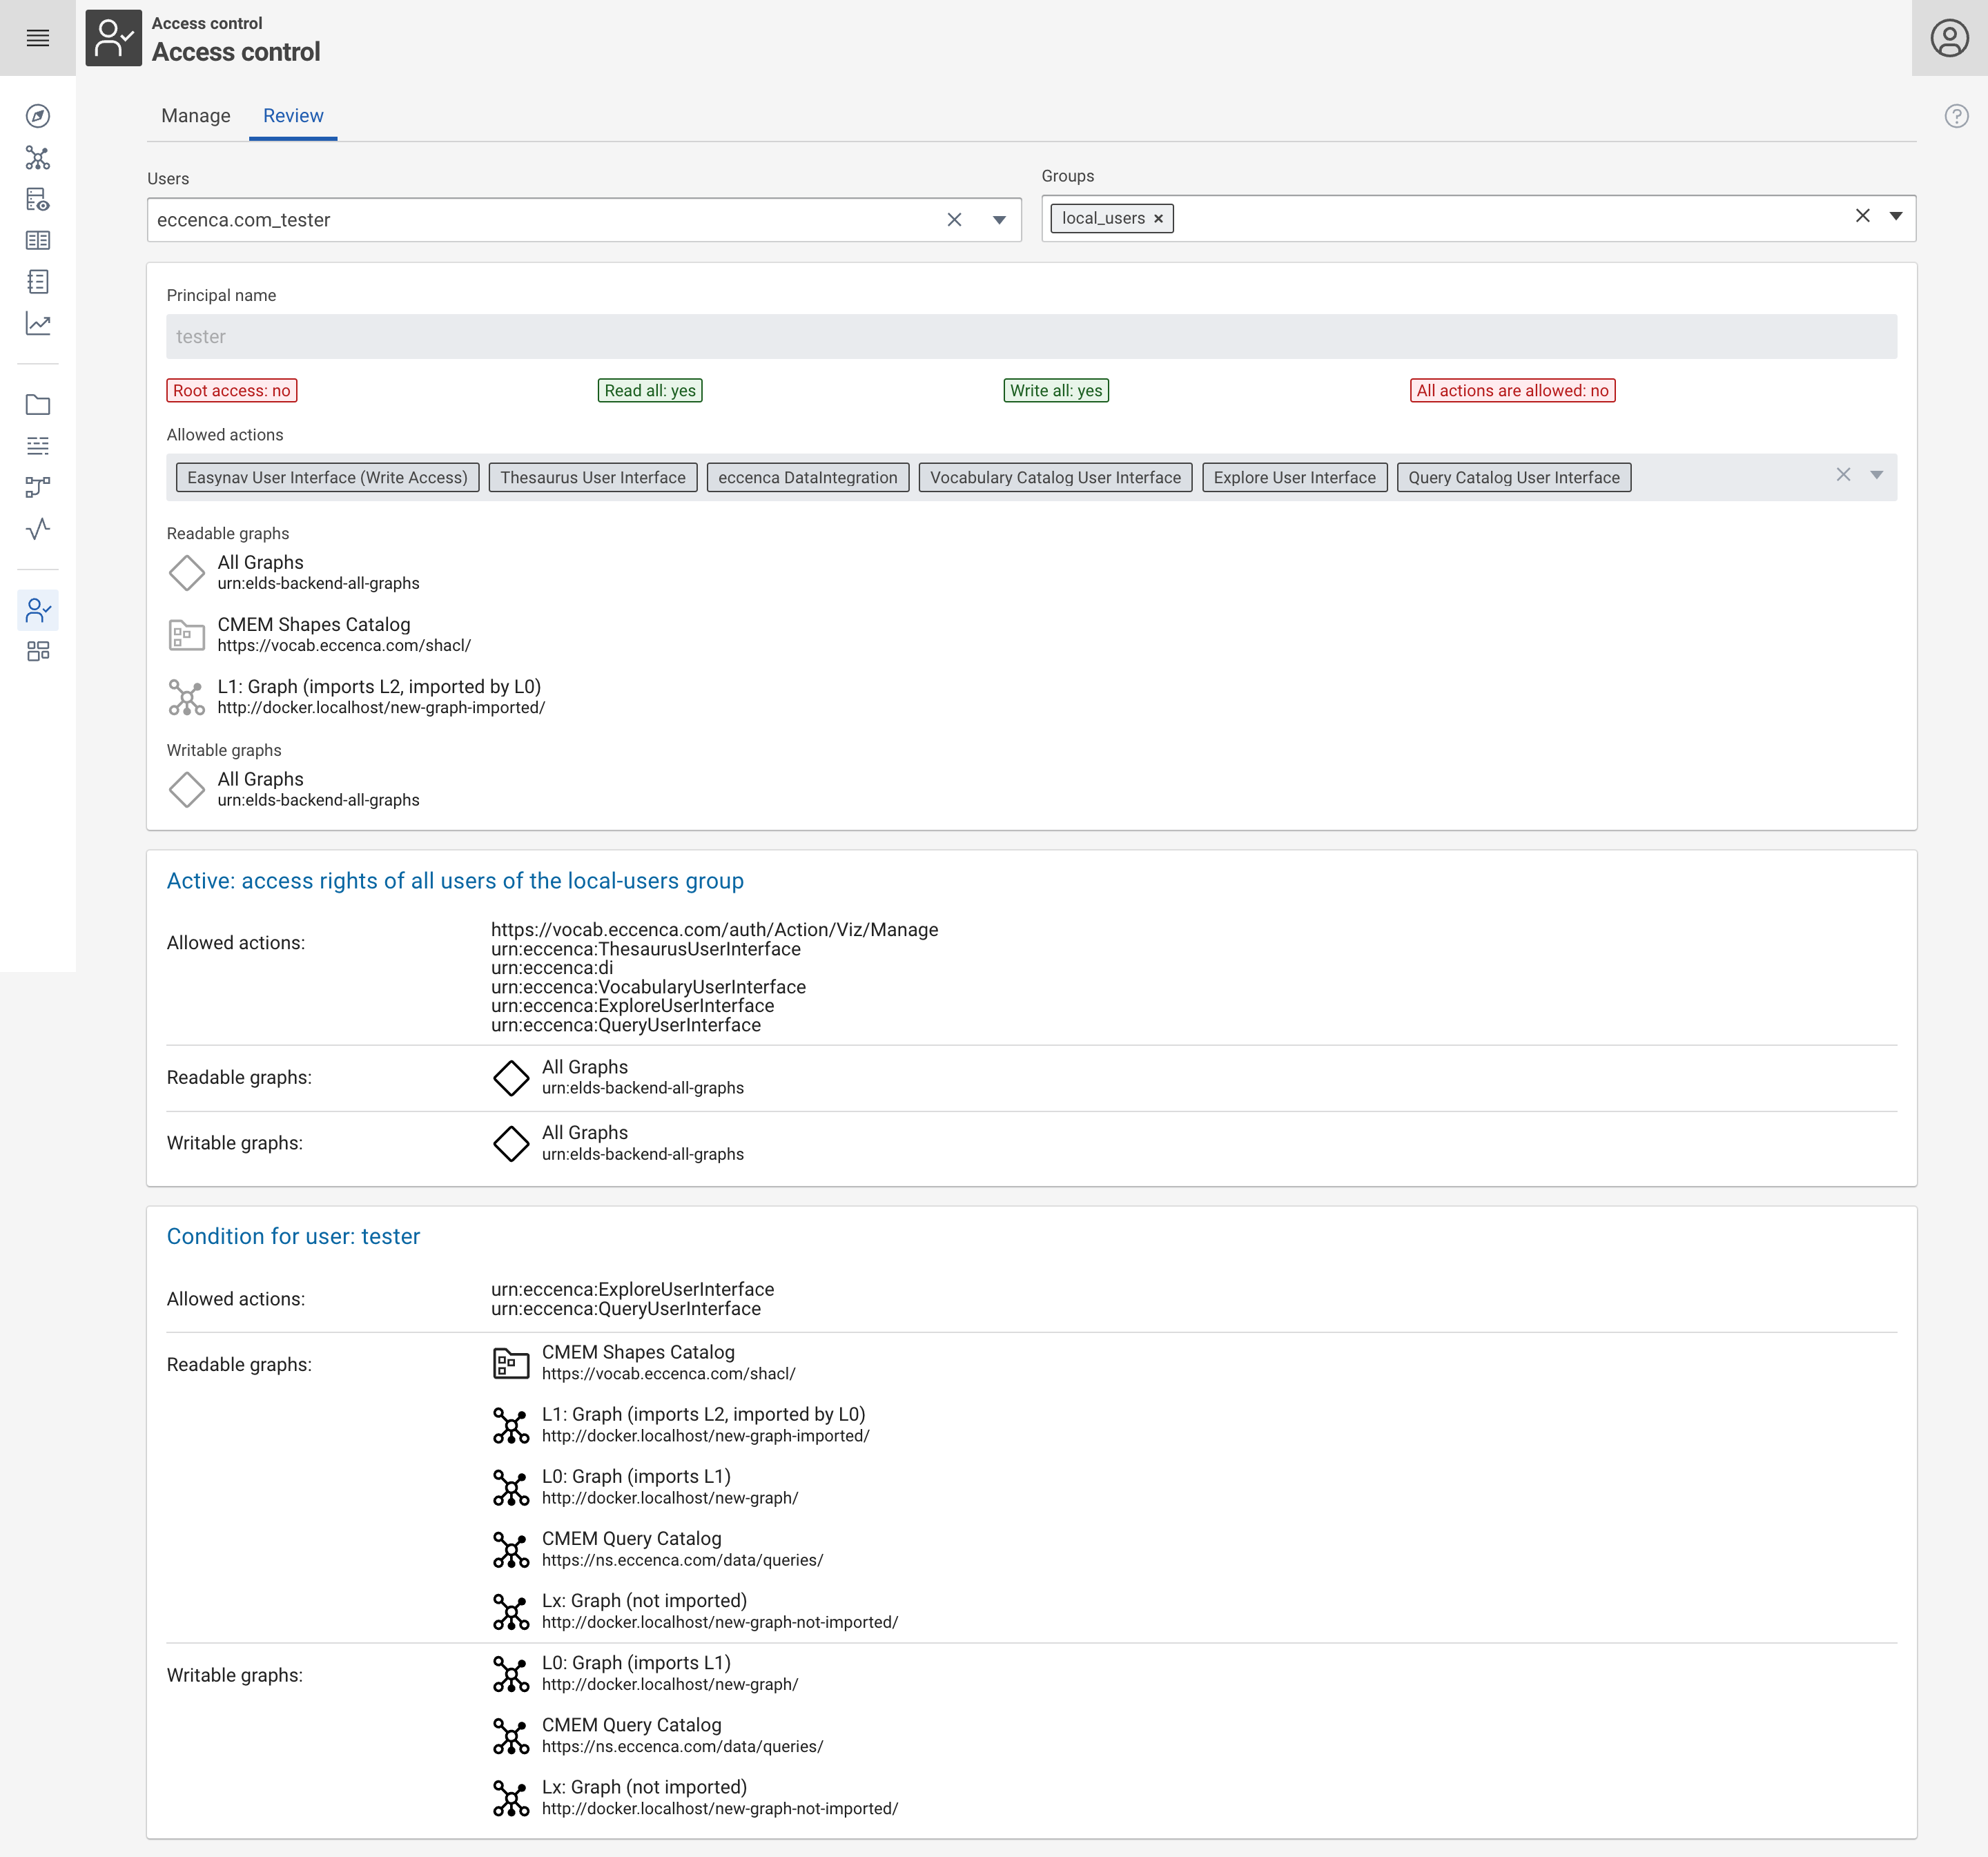 Access control
Access control
Manage Review
Users
Groups
eccenca.com_tester
local_users
Principal name
tester
Root access: no Read all: yes Write all: yes All actions are allowed: no
Allowed actions
Easynav User Interface (Write Access) Thesaurus User Interface eccenca DataIntegration Vocabulary Catalog User Interface Explore User Interface Query Catalog User Interface
Readable graphs
All Graphs
urn:elds-backend-all-graphs
CMEM Shapes Catalog
https://vocab.eccenca.com/shacl/
L1: Graph (imports L2, imported by L0)
http://docker.localhost/new-graph-imported/
Writable graphs
All Graphs
urn:elds-backend-all-graphs
Active: access rights of all users of the local-users group
Allowed actions:
https://vocab.eccenca.com/auth/Action/Viz/Manage
urn:eccenca:ThesaurusUserInterface
urn:eccenca:di
urn:eccenca:VocabularyUserInterface
urn:eccenca:ExploreUserInterface
urn:eccenca:QueryUserInterface
Readable graphs:
All Graphs
urn:elds-backend-all-graphs
Writable graphs:
All Graphs
urn:elds-backend-all-graphs
Condition for user: tester
Allowed actions:
urn:eccenca:ExploreUserInterface
urn:eccenca:QueryUserInterface
Readable graphs:
CMEM Shapes Catalog
https://vocab.eccenca.com/shacl/
L1: Graph (imports L2, imported by L0)
http://docker.localhost/new-graph-imported/
L0: Graph (imports L1)
http://docker.localhost/new-graph/
CMEM Query Catalog
https://ns.eccenca.com/data/queries/
Lx: Graph (not imported)
http://docker.localhost/new-graph-not-imported/
Writable graphs:
L0: Graph (imports L1)
http://docker.localhost/new-graph/
CMEM Query Catalog
https://ns.eccenca.com/data/queries/
Lx: Graph (not imported)
http://docker.localhost/new-graph-not-imported/